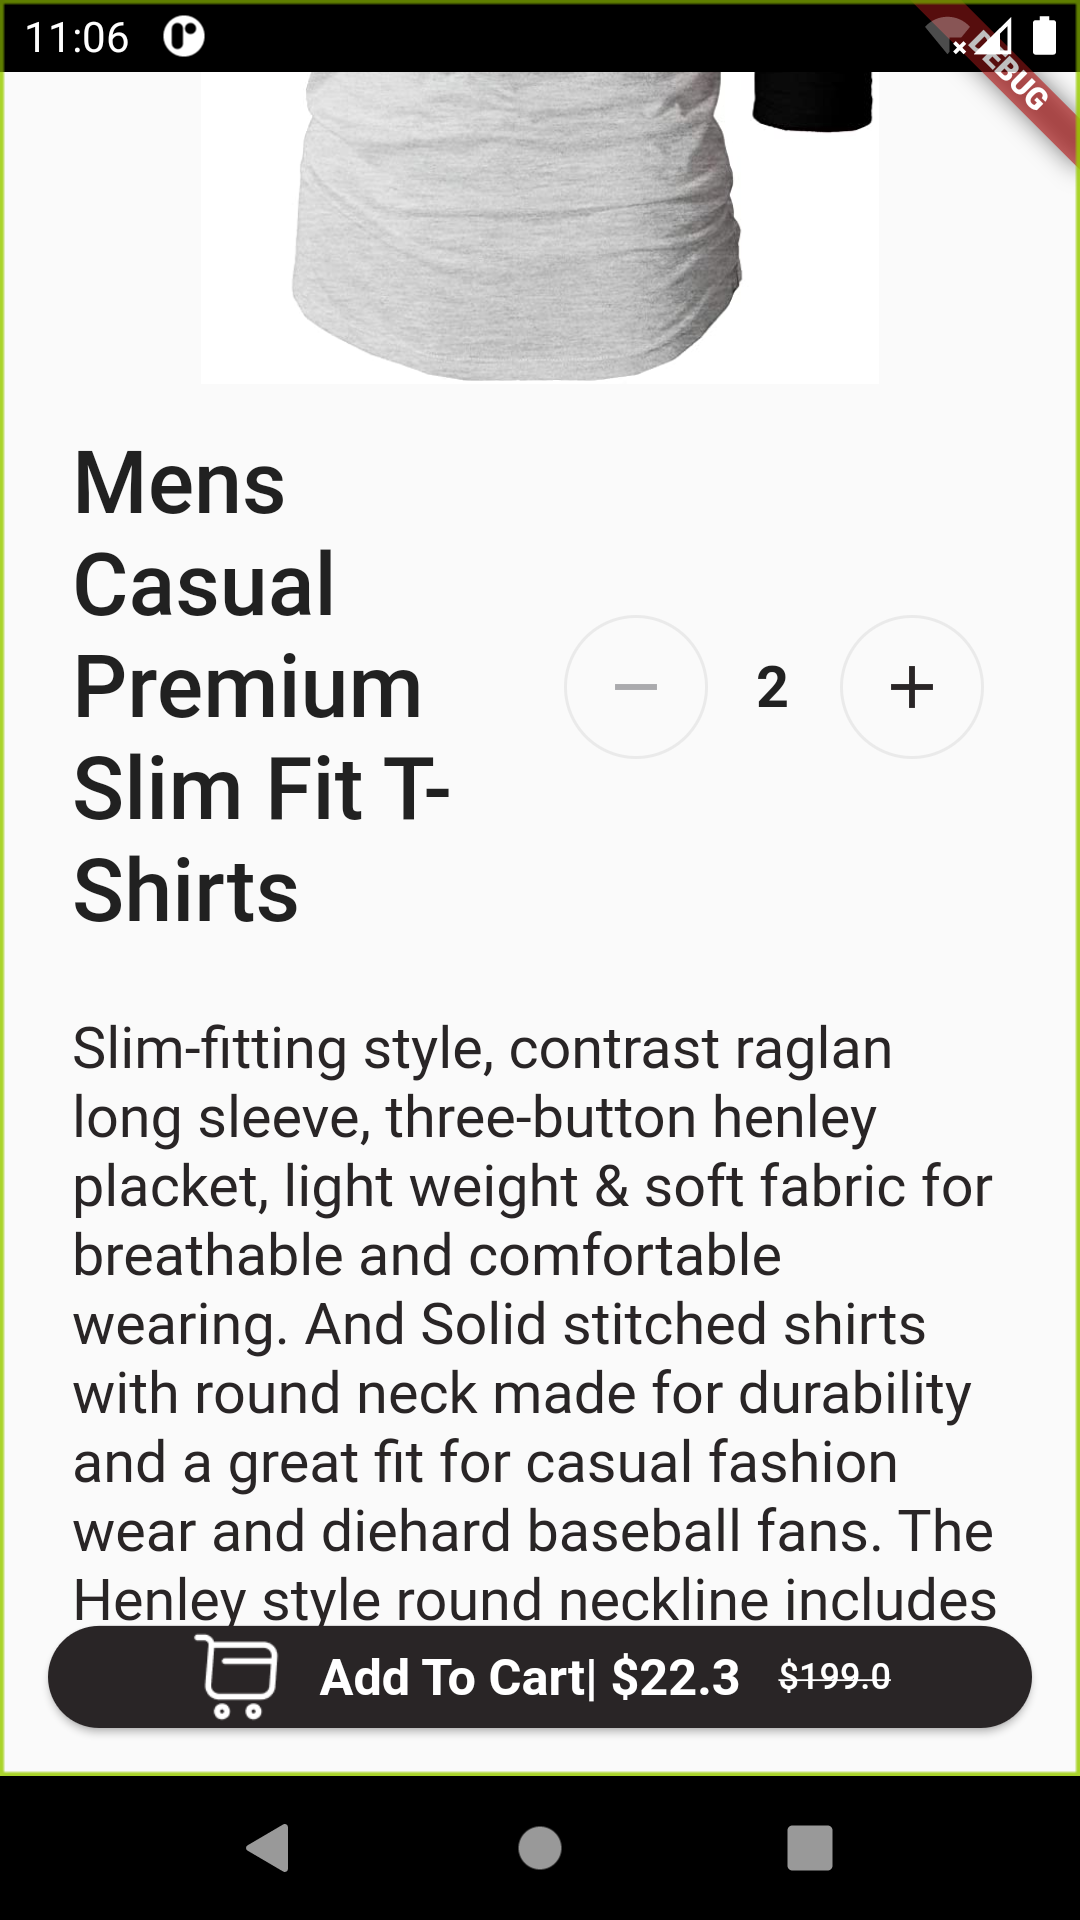 11:06
DEBUG
Mens
Casual
Premium
Slim Fit T-
Shirts
2
Slim-fitting style, contrast raglan
long sleeve, three-button henley
placket, light weight & soft fabric for
breathable and comfortable
wearing. And Solid stitched shirts
with round neck made for durability
and a great fit for casual fashion
wear and diehard baseball fans. The
Henley style round neckline includes
Add To Cart| $22.3 $199.0